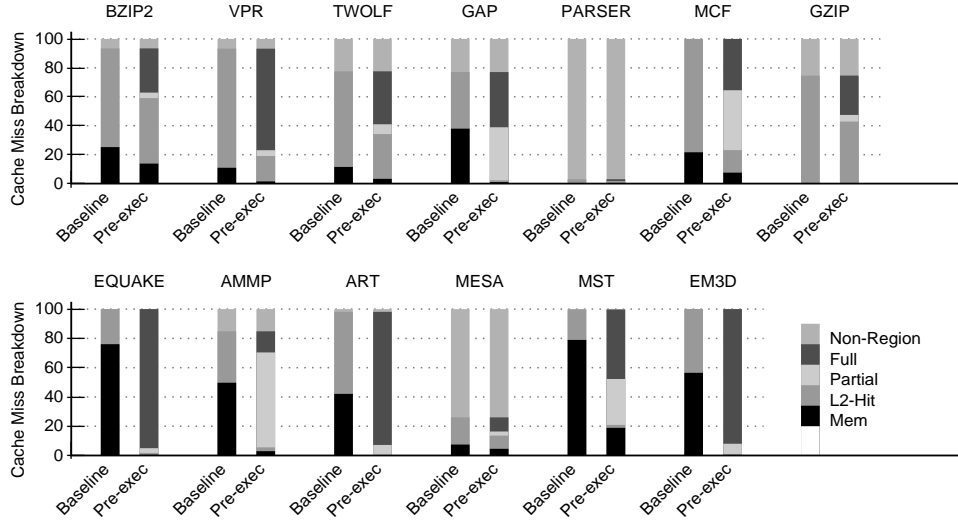 BZIP2 VPR TWOLF GAP PARSER MCF GZIP
Cache Miss Breakdown
100
80
60
40
20
0
Baseline Pre-exec Baseline Pre-exec Baseline Pre-exec Baseline Pre-exec Baseline Pre-exec Baseline Pre-exec Baseline Pre-exec
EQUAKE AMMP ART MESA MST EM3D
Cache Miss Breakdown
100
80
60
40
20
0
Baseline Pre-exec Baseline Pre-exec Baseline Pre-exec Baseline Pre-exec Baseline Pre-exec Baseline Pre-exec
Non-Region
Full
Partial
L2-Hit
Mem